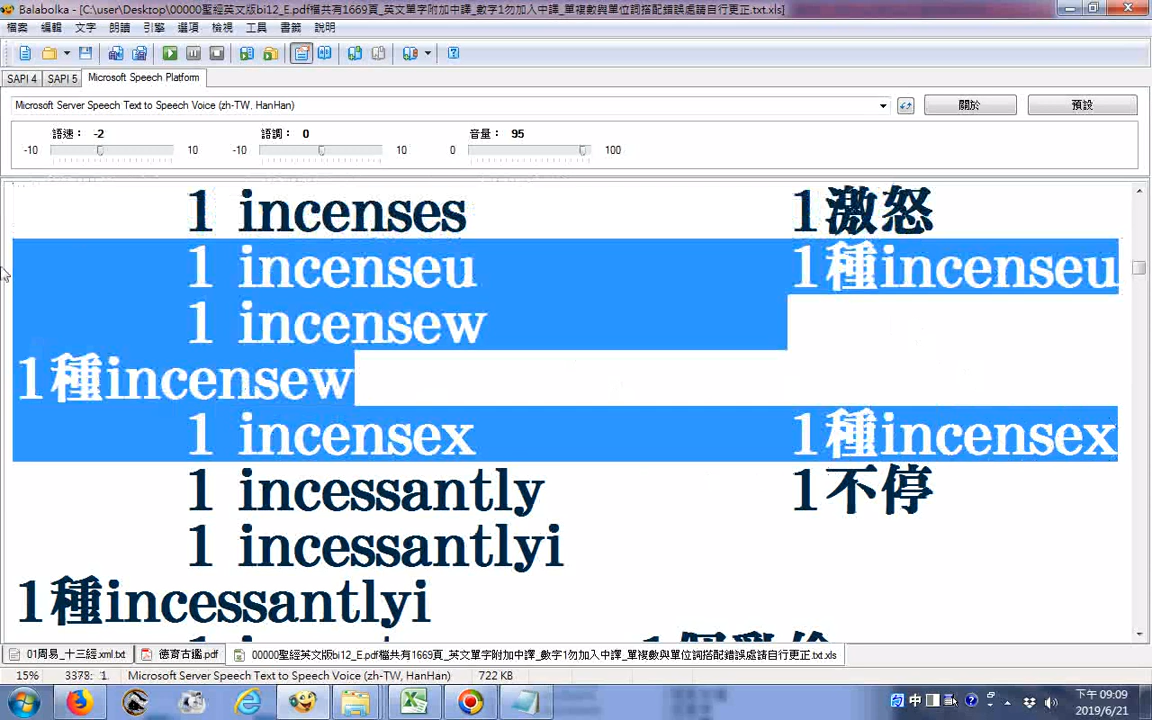 Balabolka - [C:\user\Desktop\00000聖經英文版bi12_E.pdf檔共有1669頁_英文單字附加中譯_數字1勿加入中譯_單複數與單位詞搭配錯誤處請自行更正.txt.xls]
檔案 編輯 文字 朗讀 引擎 選項 檢視 工具 書籤 說明
SAPI 4 SAPI 5 Microsoft Speech Platform
Microsoft Server Speech Text to Speech Voice (zh-TW, HanHan) 關於 預設
語速： -2 語調： 0 音量： 95
-10 10 -10 10 0 100
1 incenses 1激怒
1 incenseu 1種incenseu
1 incensew
1種incensew
1 incensex 1種incensex
1 incessantly 1不停
1 incessantlyi
1種incessantlyi
01周易_十三經.xml.txt 德育古鑑.pdf 00000聖經英文版bi12_E.pdf檔共有1669頁_英文單字附加中譯_數字1勿加入中譯_單複數與單位詞搭配錯誤處請自行更正.txt.xls
15% 3378: 1. Microsoft Server Speech Text to Speech Voice (zh-TW, HanHan) 722 KB
中 下午 09:09
2019/6/21